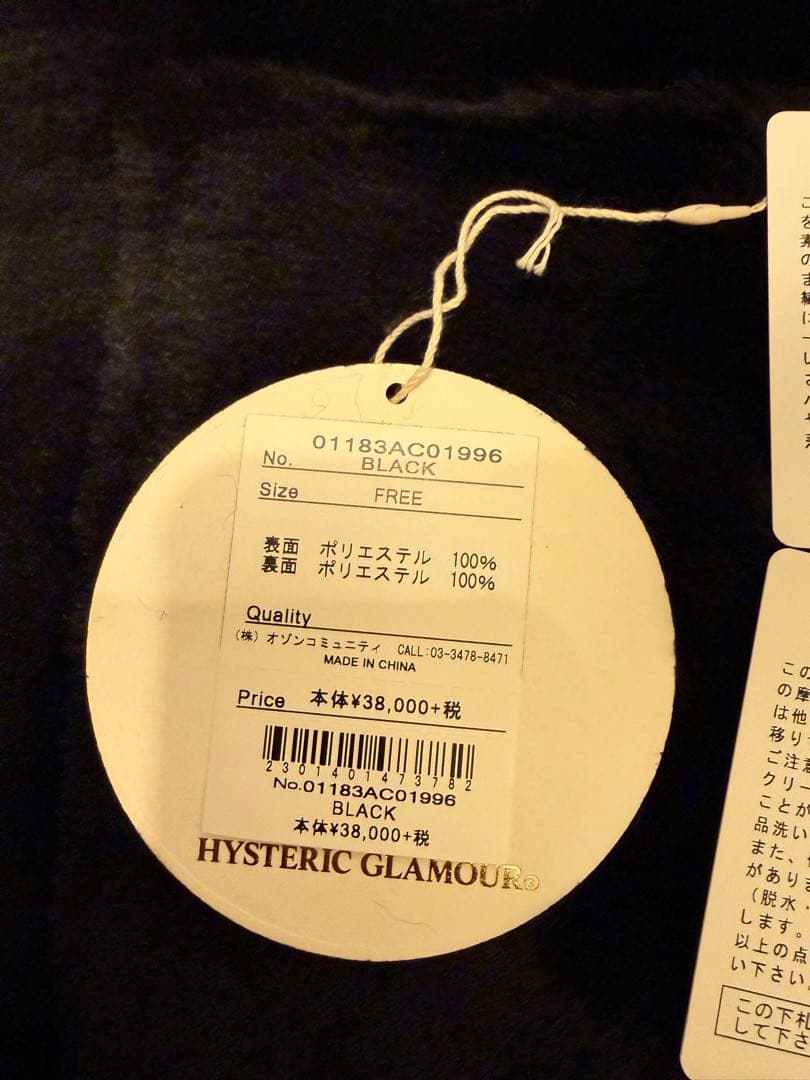 01183AC01996
No. BLACK
Size FREE
表面 ポリエステル 100%
裏面 ポリエステル 100%
Quality
(株) オゾンコミュニティ CALL:03-3478-8471
MADE IN CHINA
Price 本体¥38,000+税
2301401473782
No.01183AC01996
BLACK
本体¥38,000+税
HYSTERIC GLAMOUR®
この
の摩
は他
移り
ご注意
クリー
ことが
品洗い
また、
があります
(脱水・
します。
以上の点
い下さい。
この下札
して下さ